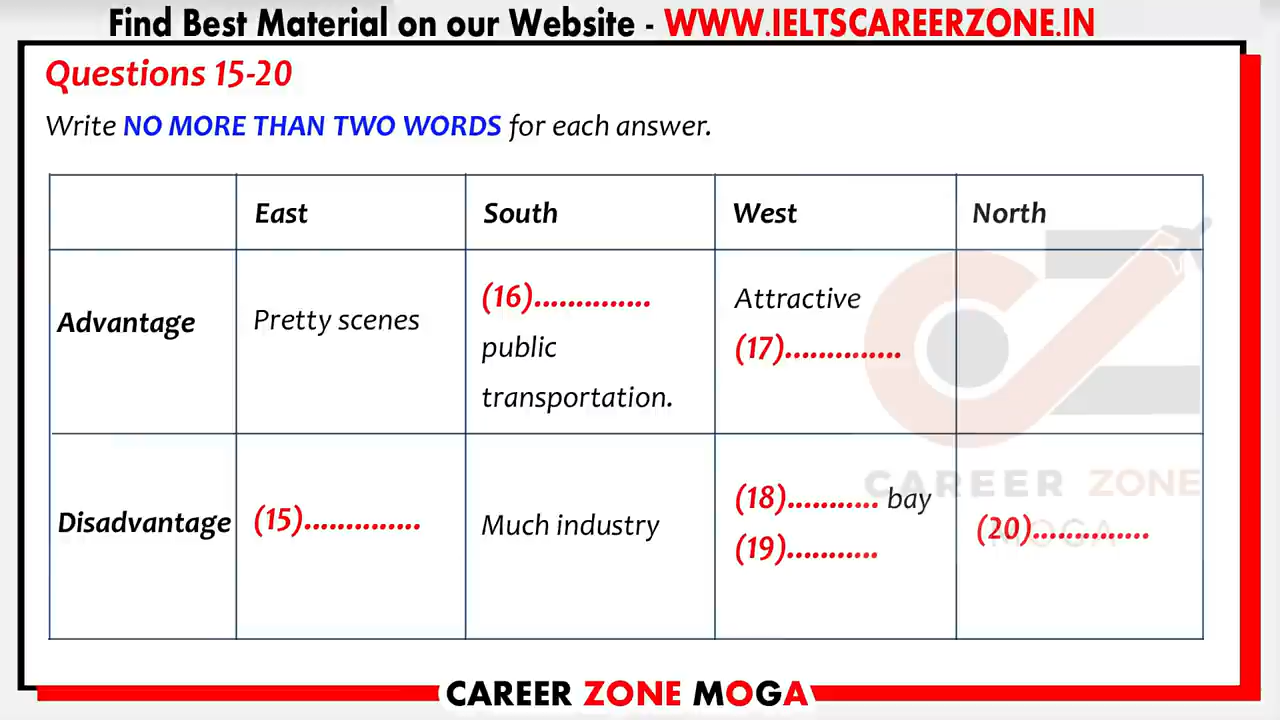 Find Best Material on our Website - WWW.IELTSCAREERZONE.IN
Questions 15-20
Write NO MORE THAN TWO WORDS for each answer.
East South West North
Advantage
Pretty scenes
(16)..............
public
transportation.
Attractive
(17)..............
Disadvantage
(15)..............
Much industry
(18)........... bay
(19)...........
(20)..............
CAREER ZONE
MOGA
CAREER ZONE MOGA